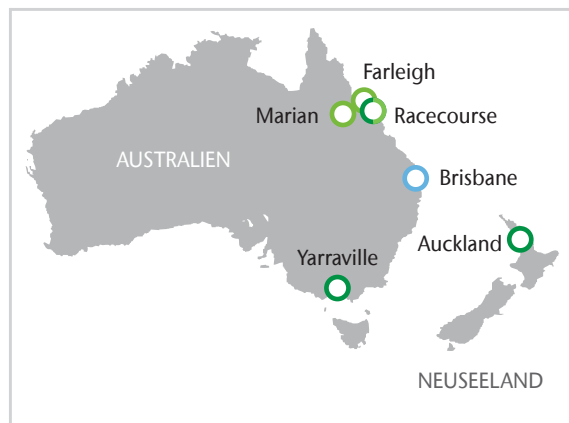 Farleigh
Marian
Racecourse
AUSTRALIEN
Brisbane
Auckland
Yarraville
NEUSEELAND